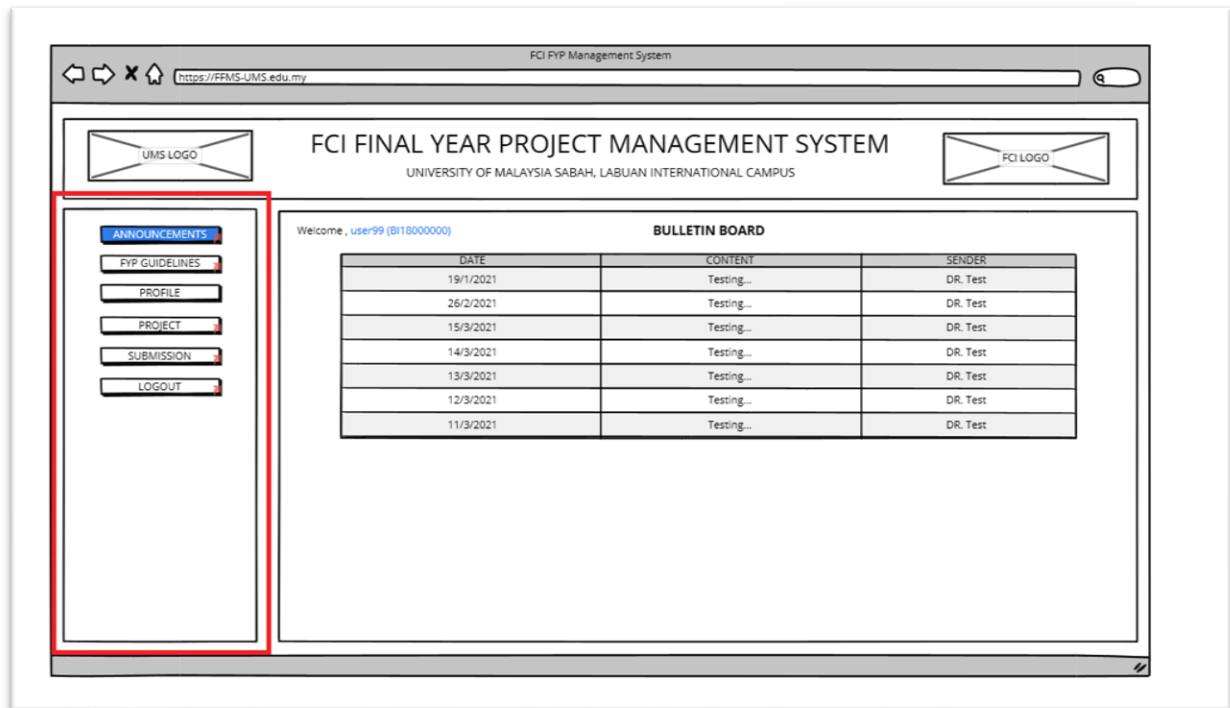 FCI FYP Management System
https://FFMS-UMS.edu.my
UMS LOGO
FCI FINAL YEAR PROJECT MANAGEMENT SYSTEM
UNIVERSITY OF MALAYSIA SABAH, LABUAN INTERNATIONAL CAMPUS
FCI LOGO
ANNOUNCEMENTS
FYP GUIDELINES
PROFILE
PROJECT
SUBMISSION
LOGOUT
Welcome , user99 (BI18000000)
BULLETIN BOARD
DATE CONTENT SENDER
19/1/2021 Testing... DR. Test
26/2/2021 Testing... DR. Test
15/3/2021 Testing... DR. Test
14/3/2021 Testing... DR. Test
13/3/2021 Testing... DR. Test
12/3/2021 Testing... DR. Test
11/3/2021 Testing... DR. Test